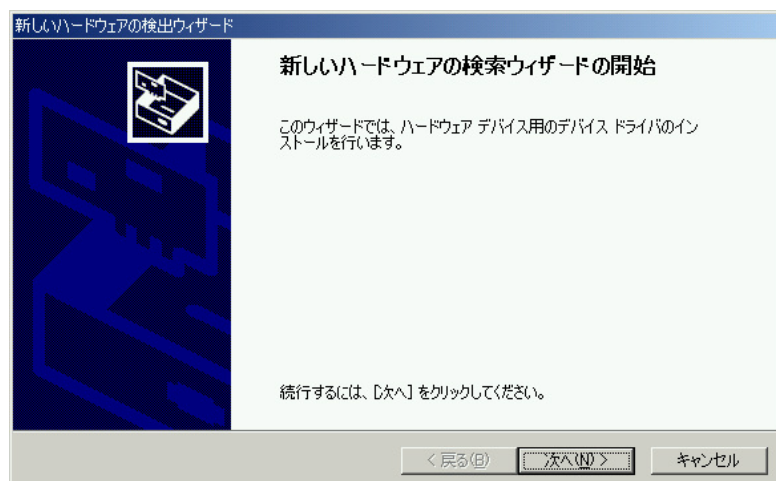 新しいハードウェアの検出ウィザード
新しいハードウェアの検索ウィザードの開始
このウィザードでは、ハードウェア デバイス用のデバイス ドライバのイン
ストールを行います。
続行するには、[次へ] をクリックしてください。
< 戻る(B)
次へ(N) >
キャンセル